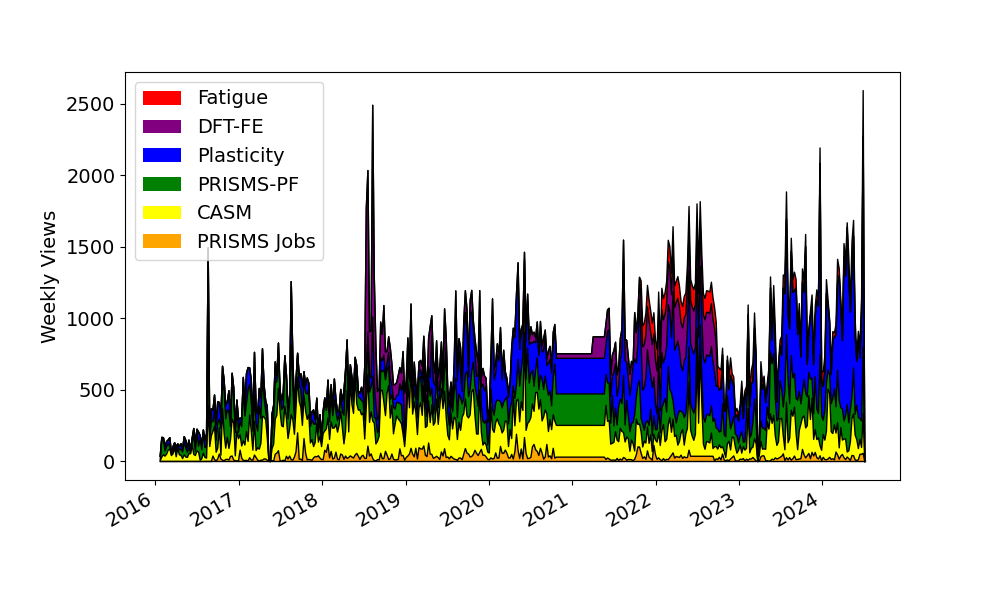 2500
2000
1500
1000
500
0
Weekly Views
Fatigue
DFT-FE
Plasticity
PRISMS-PF
CASM
PRISMS Jobs
2016
2017
2018
2019
2020
2021
2022
2023
2024